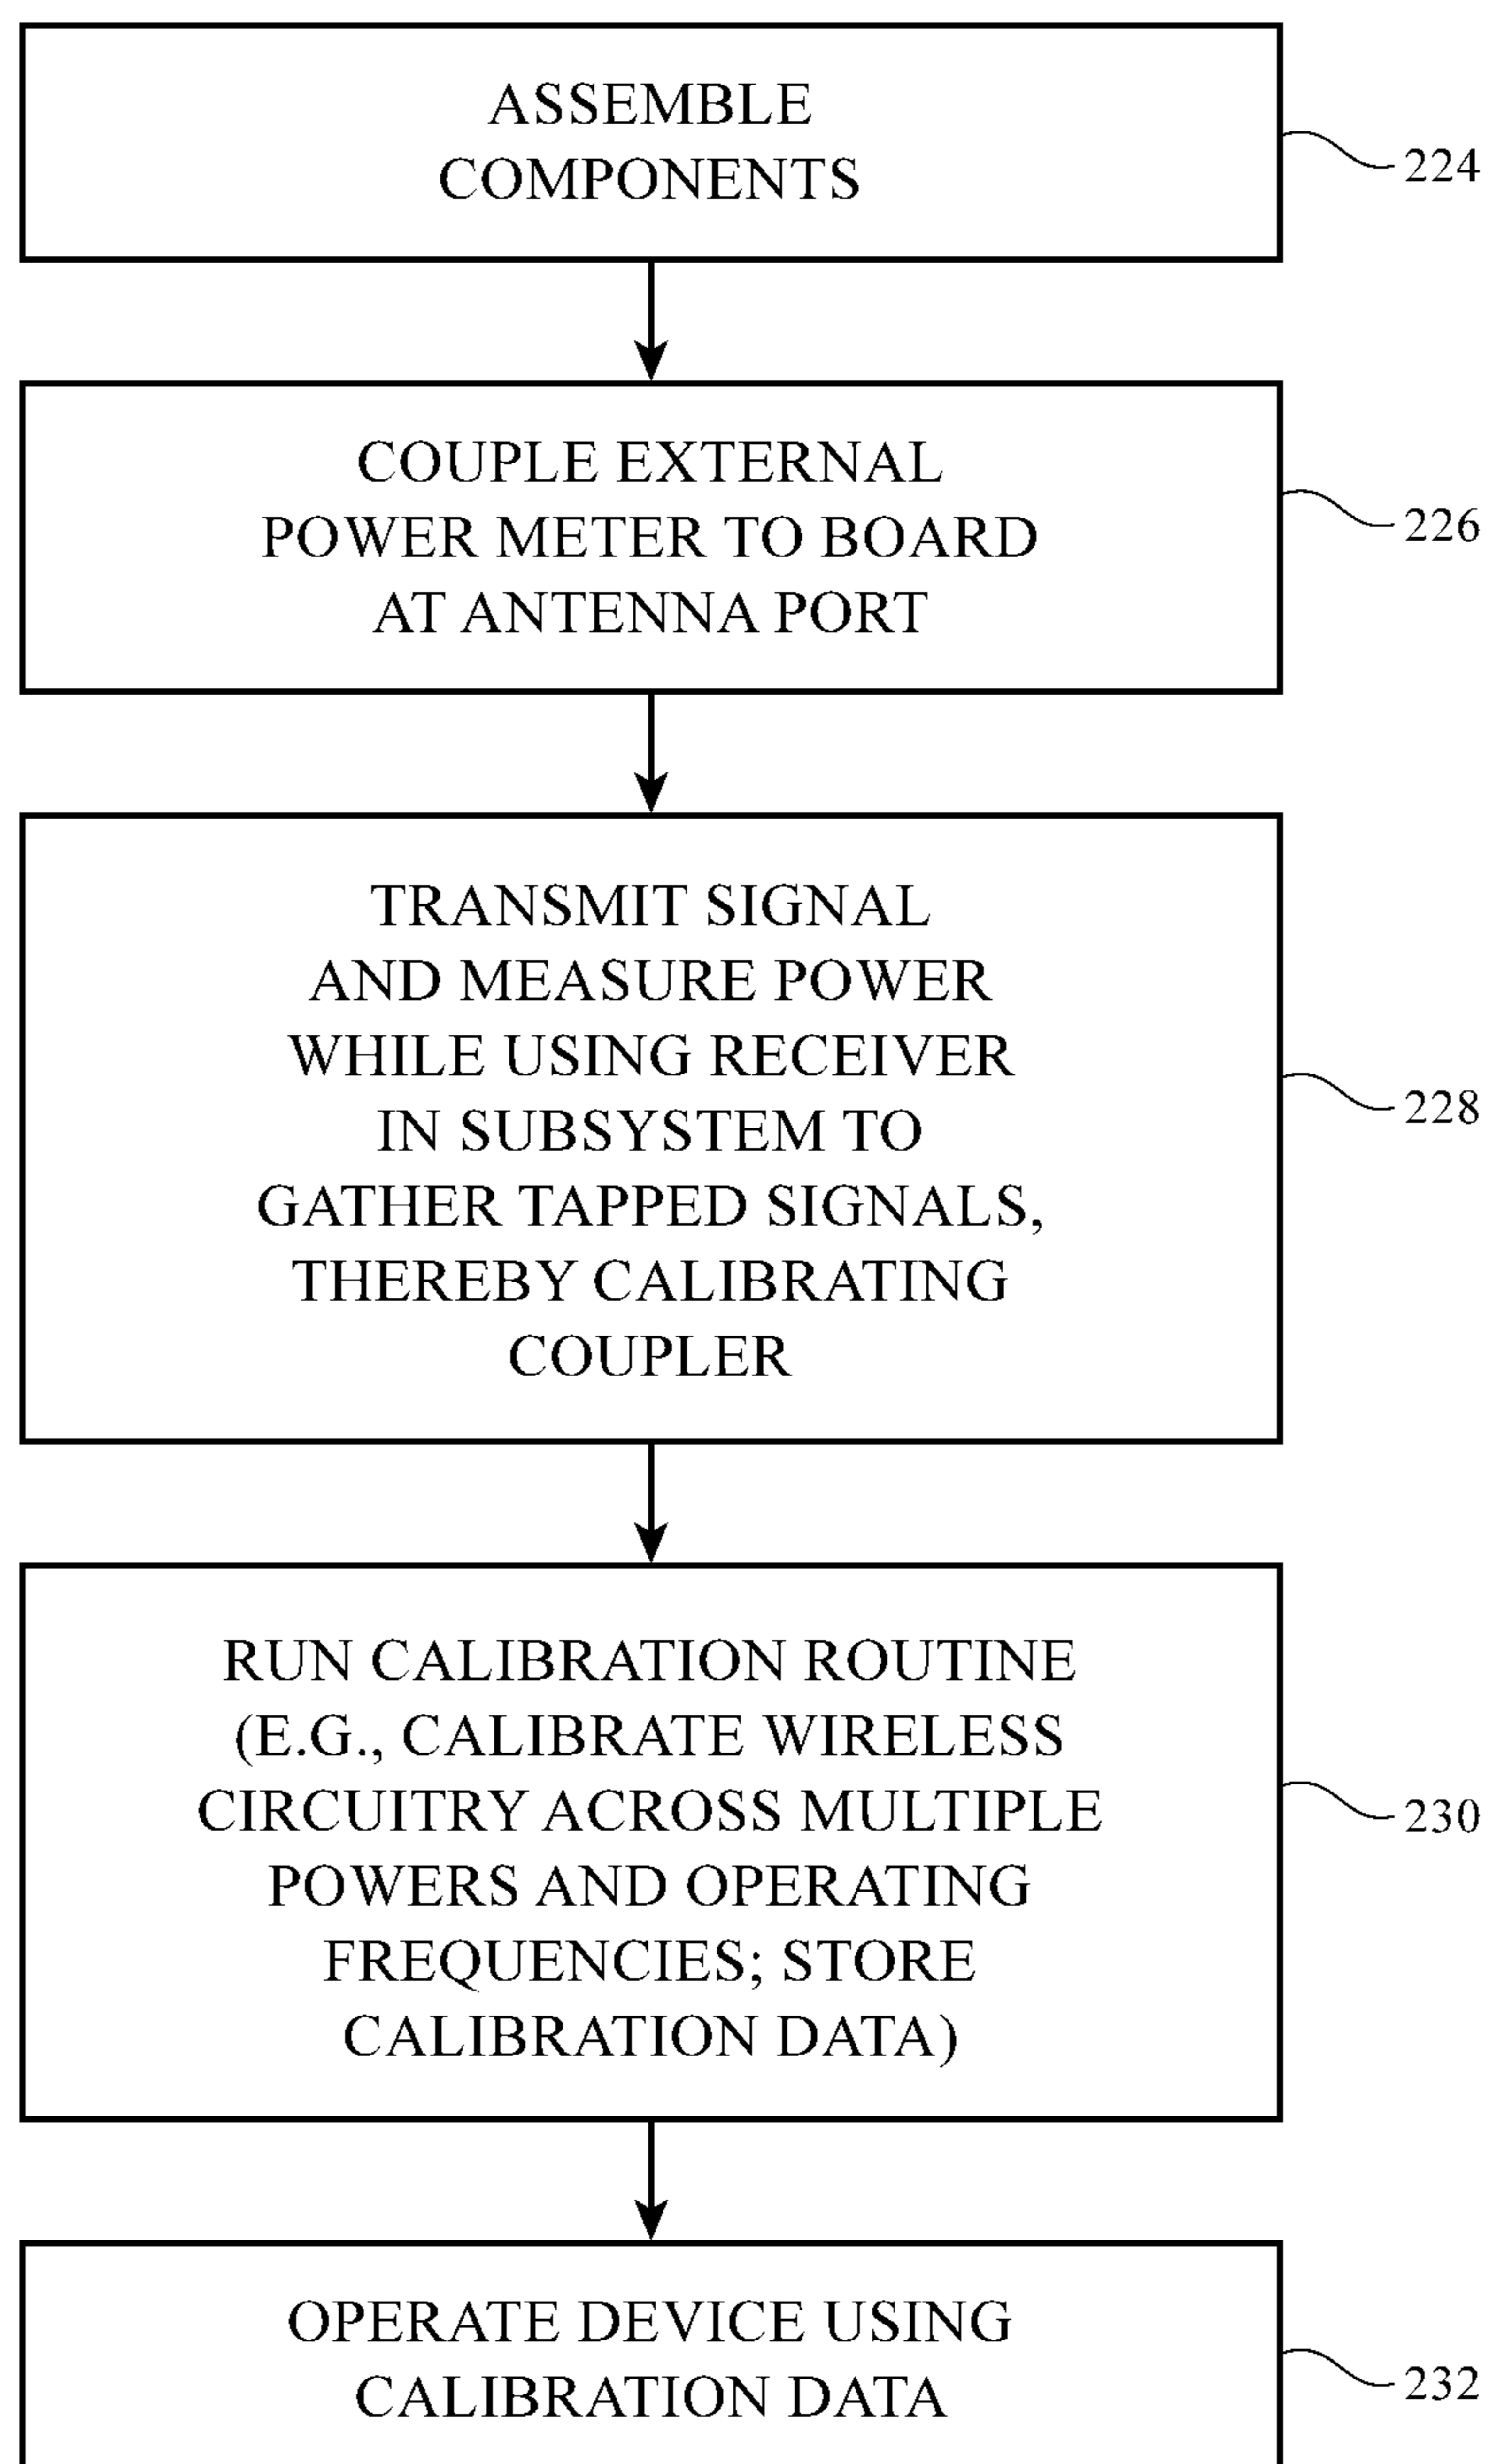 ASSEMBLE
COMPONENTS
224
COUPLE EXTERNAL
POWER METER TO BOARD
AT ANTENNA PORT
226
TRANSMIT SIGNAL
AND MEASURE POWER
WHILE USING RECEIVER
IN SUBSYSTEM TO
GATHER TAPPED SIGNALS,
THEREBY CALIBRATING
COUPLER
228
RUN CALIBRATION ROUTINE
(E.G., CALIBRATE WIRELESS
CIRCUITRY ACROSS MULTIPLE
POWERS AND OPERATING
FREQUENCIES; STORE
CALIBRATION DATA)
230
OPERATE DEVICE USING
CALIBRATION DATA
232